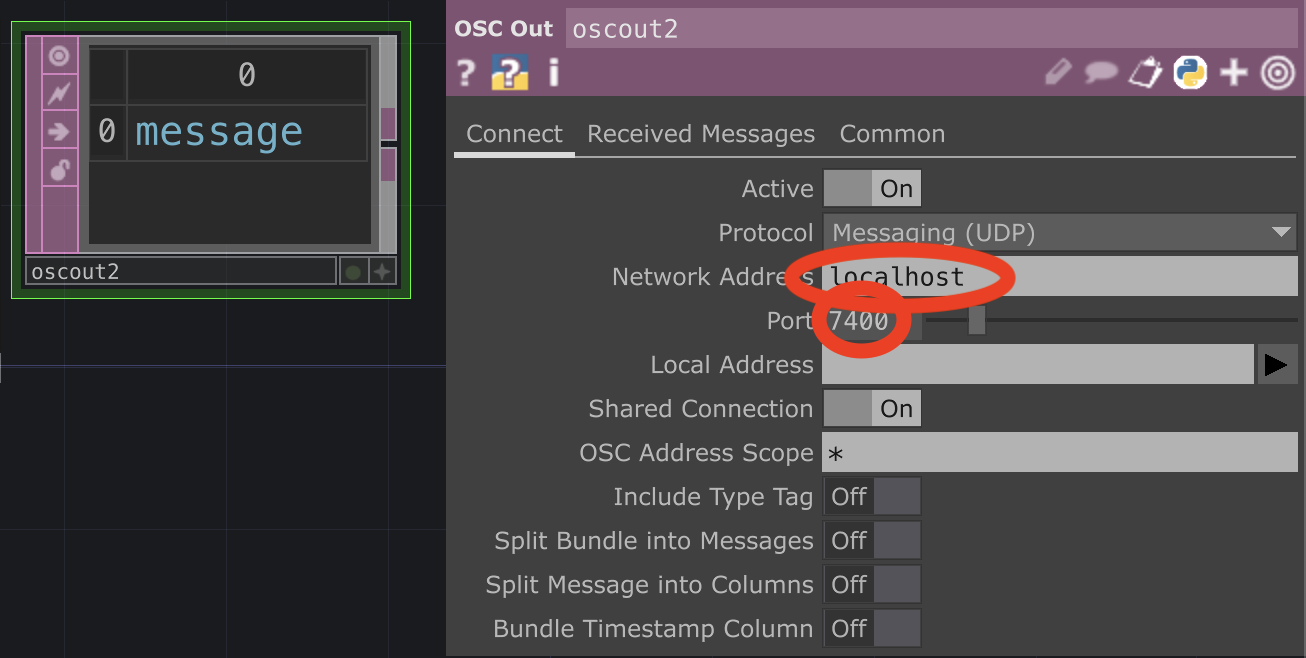 0
0 message
oscout2
OSC Out oscout2
? ? i
Connect Received Messages Common
Active On
Protocol Messaging (UDP)
Network Address localhost
Port 7400
Local Address
Shared Connection On
OSC Address Scope *
Include Type Tag Off
Split Bundle into Messages Off
Split Message into Columns Off
Bundle Timestamp Column Off